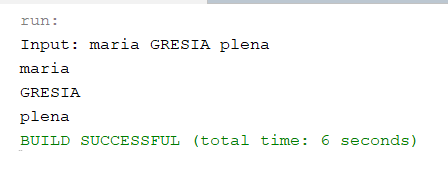 run:
Input: maria GRESIA plena
maria
GRESIA
plena
BUILD SUCCESSFUL (total time: 6 seconds)